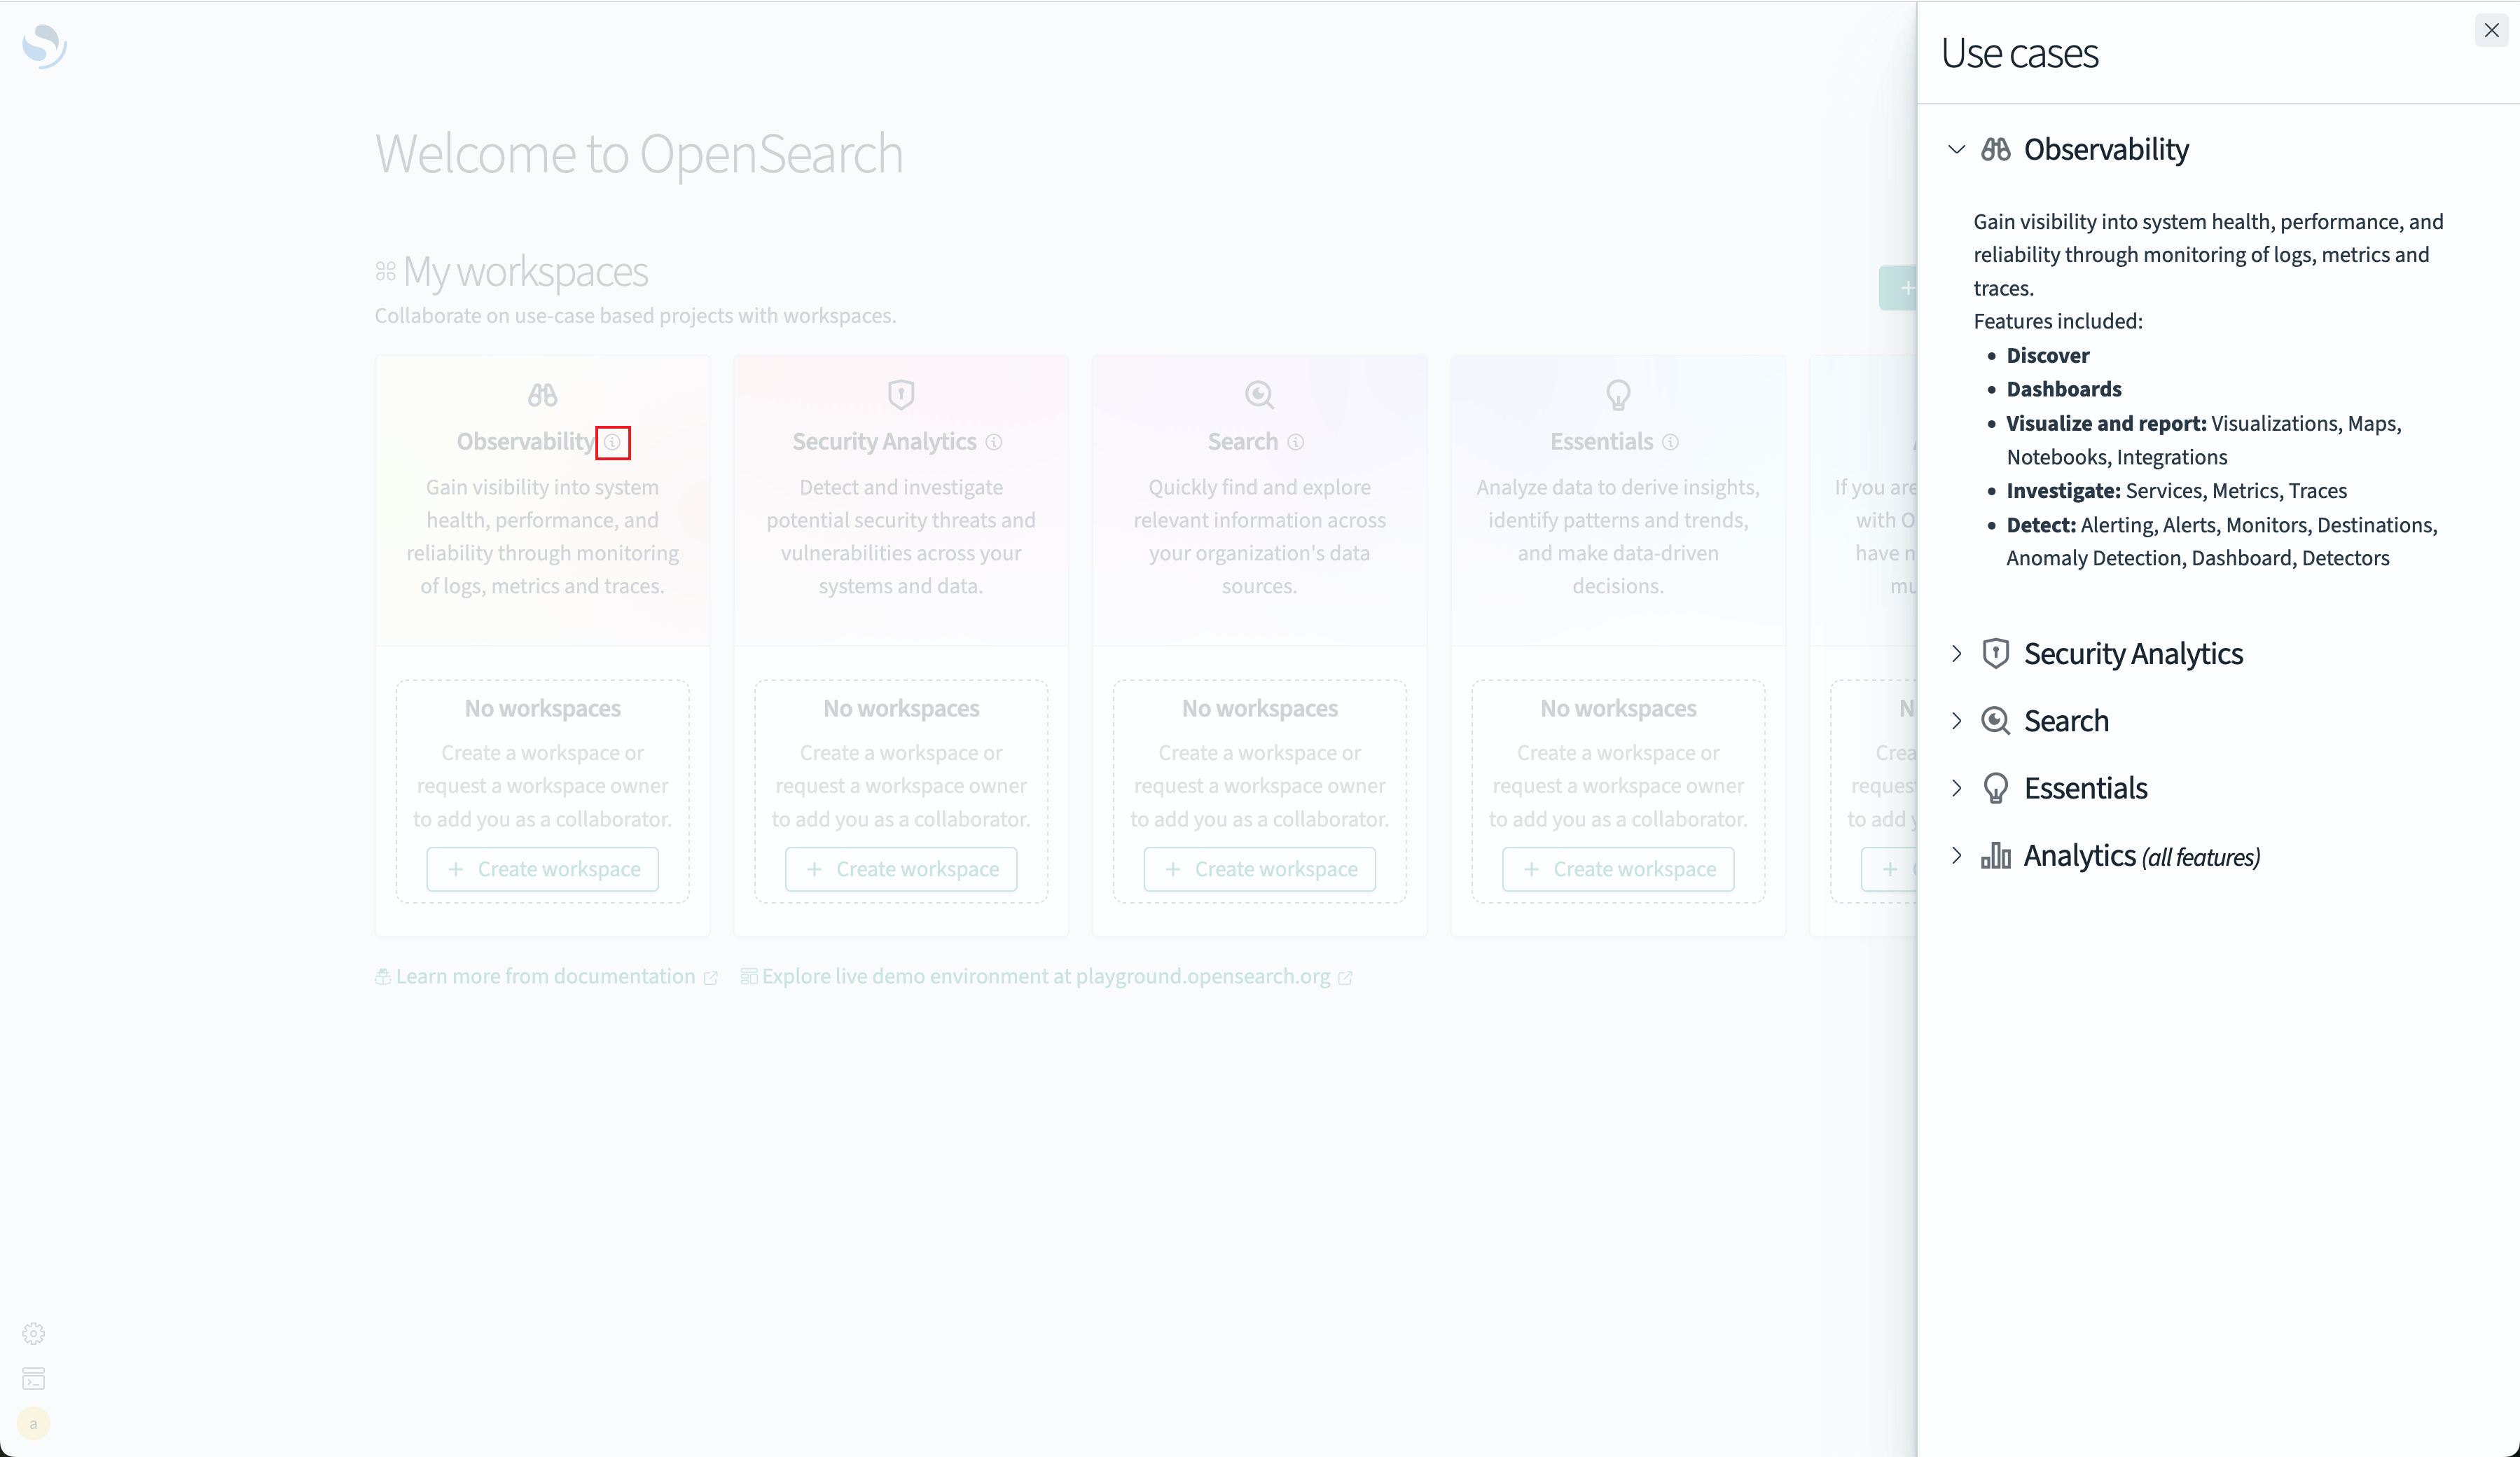 Welcome to OpenSearch
My workspaces
Collaborate on use-case based projects with workspaces.
Observability
Gain visibility into system
health, performance, and
reliability through monitoring
of logs, metrics and traces.
No workspaces
Create a workspace or
request a workspace owner
to add you as a collaborator.
Create workspace
Security Analytics
Detect and investigate
potential security threats and
vulnerabilities across your
systems and data.
No workspaces
Create a workspace or
request a workspace owner
to add you as a collaborator.
Create workspace
Search
Quickly find and explore
relevant information across
your organization's data
sources.
No workspaces
Create a workspace or
request a workspace owner
to add you as a collaborator.
Create workspace
Essentials
Analyze data to derive insights,
identify patterns and trends,
and make data-driven
decisions.
No workspaces
Create a workspace or
request a workspace owner
to add you as a collaborator.
Create workspace
If you are
with O
have n
mu
N
Crea
reques
to add
Learn more from documentation
Explore live demo environment at playground.opensearch.org
a
Use cases
Observability
Gain visibility into system health, performance, and
reliability through monitoring of logs, metrics and
traces.
Features included:
• Discover
• Dashboards
• Visualize and report: Visualizations, Maps,
Notebooks, Integrations
• Investigate: Services, Metrics, Traces
• Detect: Alerting, Alerts, Monitors, Destinations,
Anomaly Detection, Dashboard, Detectors
Security Analytics
Search
Essentials
Analytics (all features)